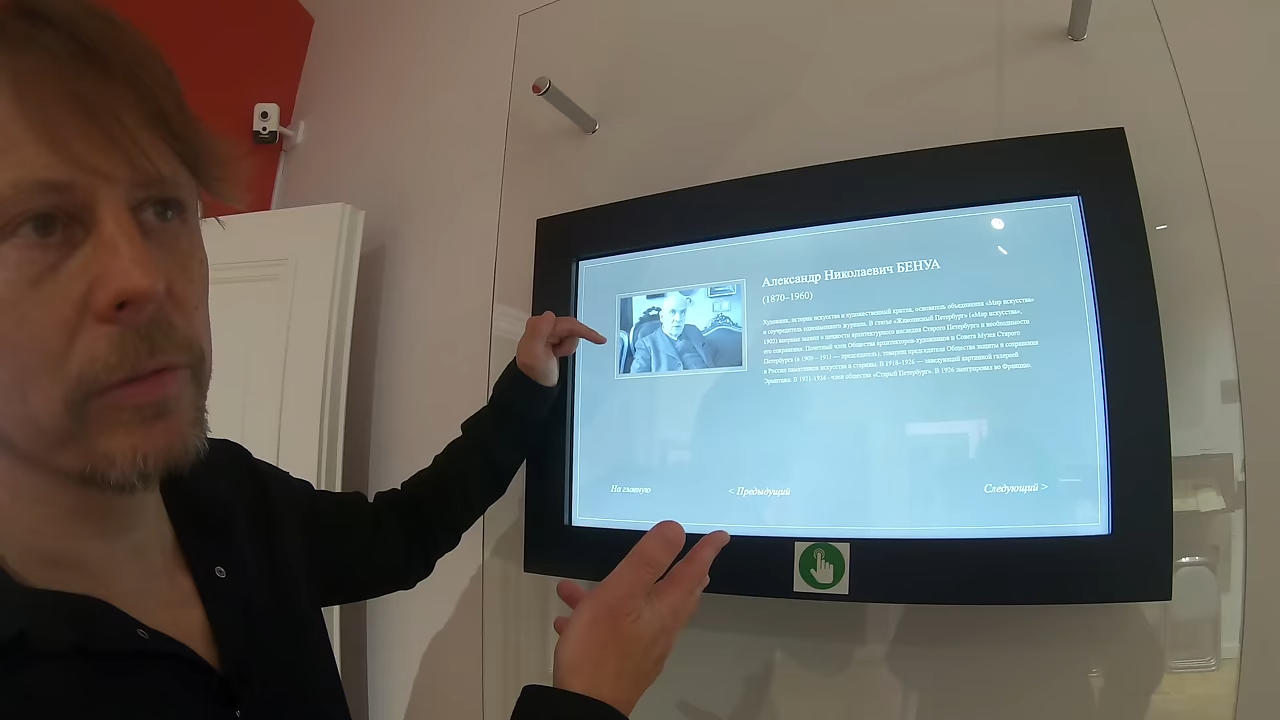 Александр Николаевич БЕНУА
(1870–1960)
Художник, историк искусства и художественный критик, основатель объединения «Мир искусства»
и соучредитель одноименного журнала. В статье «Живописный Петербург» («Мир искусства»,
1902) впервые заявил о ценности архитектурного наследия Старого Петербурга и необходимости
его сохранения. Почетный член Общества архитекторов-художников и Совета Музея Старого
Петербурга (в 1909 – 1911 — председатель), товарищ председателя Общества защиты и сохранения
в России памятников искусства и старины. В 1918-1926 — заведующий картинной галереей
Эрмитажа. В 1921-1924 - член общества «Старый Петербург». В 1926 эмигрировал во Францию.
На главную
< Предыдущий
Следующий >